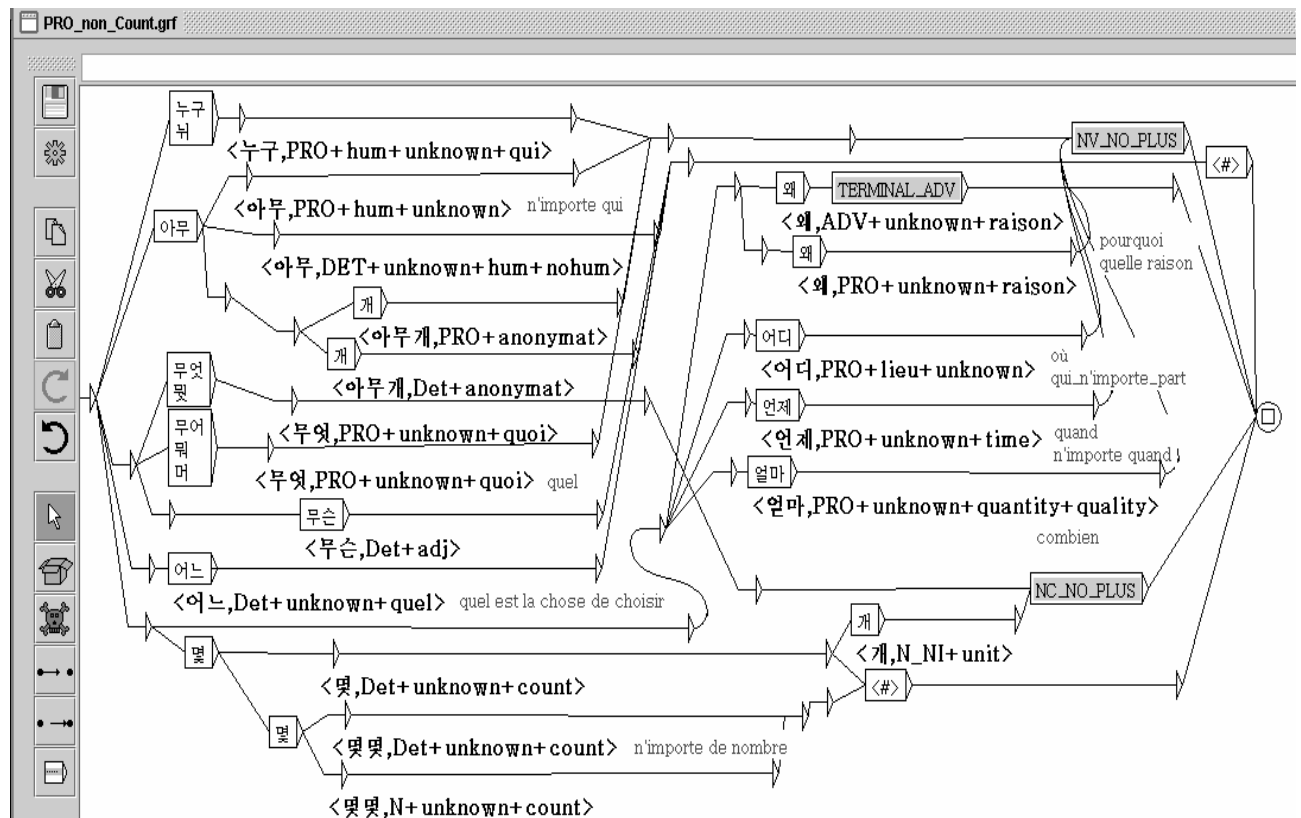 PRO_non_Count.grf
누구
뉘
<누구,PRO+hum+unknown+qui>
아무
<아무,PRO+hum+unknown>
n'importe qui
<아무,DET+unknown+hum+nohum>
개
<아무개,PRO+anonymat>
개
<아무개,Det+anonymat>
무엇
뭣
<무엇,PRO+unknown+quoi>
무어
뭐
머
<무엇,PRO+unknown+quoi>
quel
무슨
<무슨,Det+adj>
어느
<어느,Det+unknown+quel>
quel est la chose de choisir
몇
<몇,Det+unknown+count>
몇
<몇몇,Det+unknown+count>
n'importe de nombre
<몇몇,N+unknown+count>
NV_NO_PLUS
<#>
왜
TERMINAL_ADV
<왜,ADV+unknown+raison>
왜
<왜,PRO+unknown+raison>
pourquoi
quelle raison
어디
<어디,PRO+lieu+unknown>
où
qui_n'importe_part
언제
<언제,PRO+unknown+time>
quand
n'importe quand
얼마
<얼마,PRO+unknown+quantity+quality>
combien
NC_NO_PLUS
개
<개,N_NI+unit>
<#>